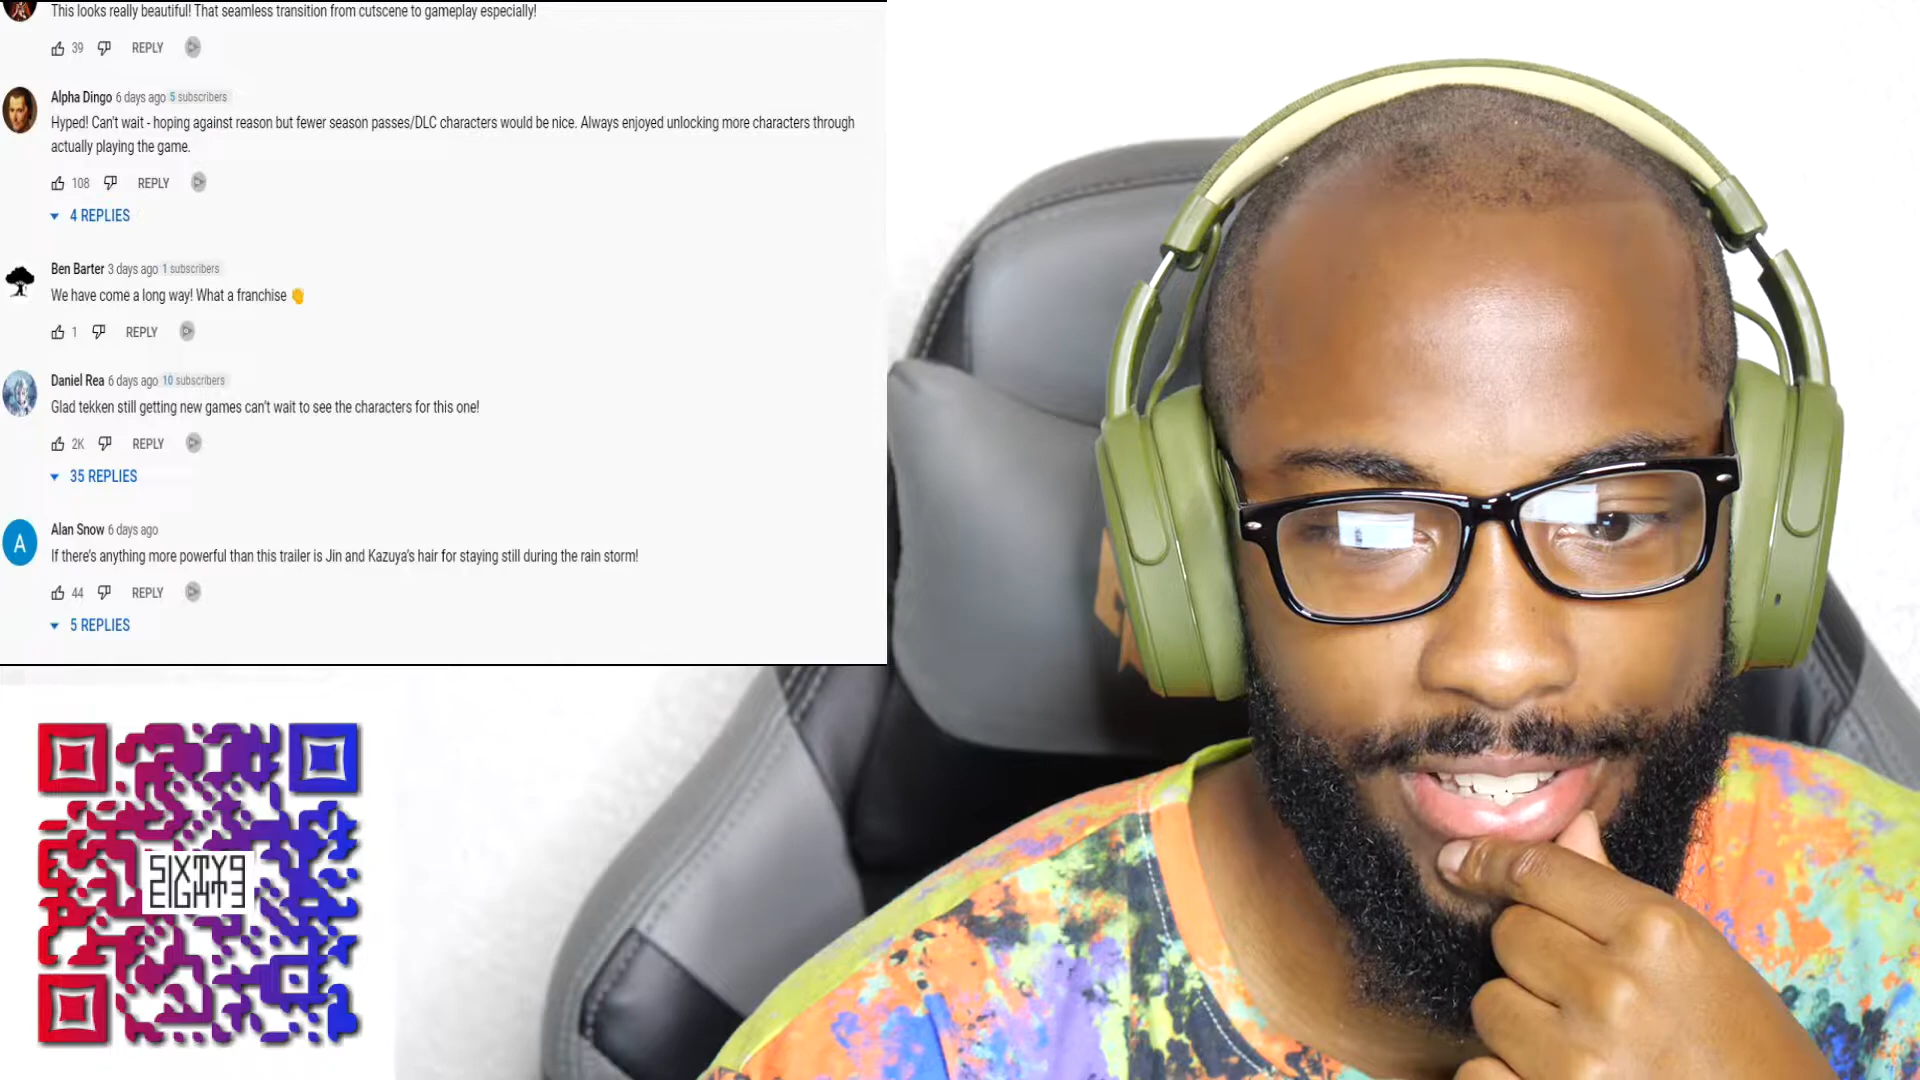 This looks really beautiful! That seamless transition from cutscene to gameplay especially!
39 REPLY
Alpha Dingo 6 days ago 5 subscribers
Hyped! Can't wait - hoping against reason but fewer season passes/DLC characters would be nice. Always enjoyed unlocking more characters through
actually playing the game.
108 REPLY
4 REPLIES
Ben Barter 3 days ago 1 subscribers
We have come a long way! What a franchise 👏
1 REPLY
Daniel Rea 6 days ago 10 subscribers
Glad tekken still getting new games can't wait to see the characters for this one!
2K REPLY
35 REPLIES
A
Alan Snow 6 days ago
If there's anything more powerful than this trailer is Jin and Kazuya's hair for staying still during the rain storm!
44 REPLY
5 REPLIES
SIXTY9
EIGHT3